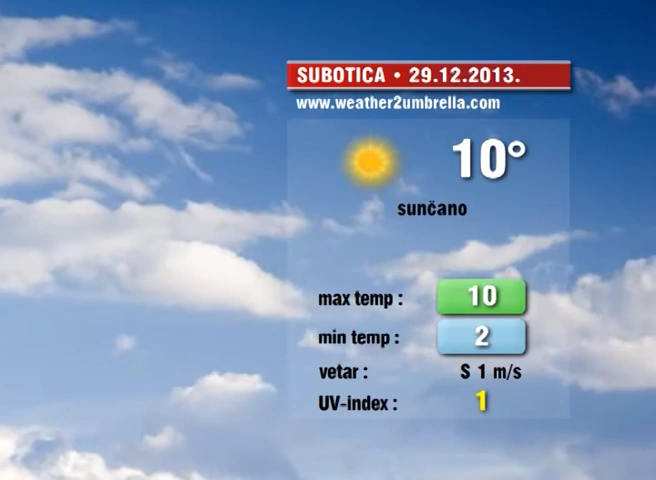 SUBOTICA • 29.12.2013.
www.weather2umbrella.com
10°
sunčano
max temp : 10
min temp : 2
vetar : S 1 m/s
UV-index : 1